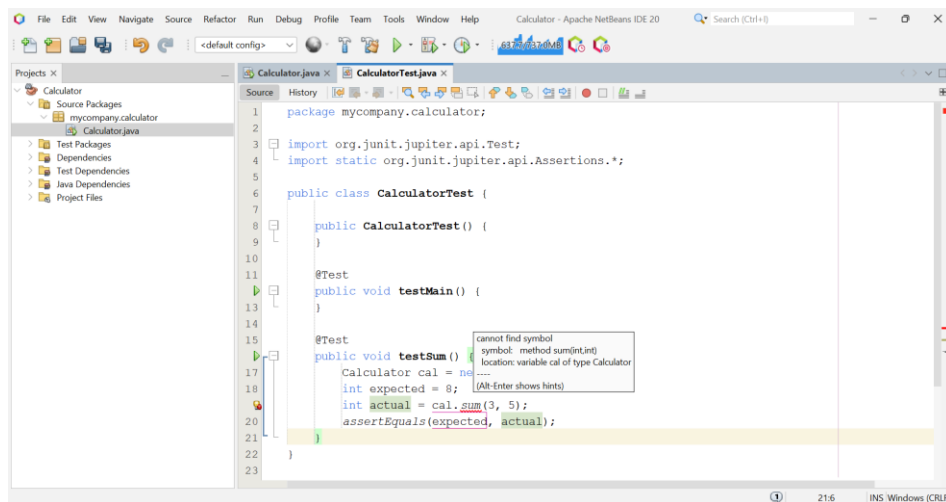 File Edit View Navigate Source Refactor Run Debug Profile Team Tools Window Help
Calculator - Apache NetBeans IDE 20
Search (Ctrl+I)
<default config>
Projects
Calculator.java
CalculatorTest.java
Calculator
Source Packages
mycompany.calculator
Calculator.java
Test Packages
Dependencies
Test Dependencies
Java Dependencies
Project Files
Source History
1 package mycompany.calculator;
2
3 import org.junit.jupiter.api.Test;
4 import static org.junit.jupiter.api.Assertions.*;
5
6 public class CalculatorTest {
7
8 public CalculatorTest() {
9 }
10
11 @Test
public void testMain() {
13 }
14
15 @Test
public void testSum() {
17 Calculator cal = ne
18 int expected = 8;
int actual = cal.sum(3, 5);
20 assertEquals(expected, actual);
21 }
22 }
23
cannot find symbol
symbol: method sum(int,int)
location: variable cal of type Calculator
----
(Alt-Enter shows hints)
1 21:6 INS Windows (CRL